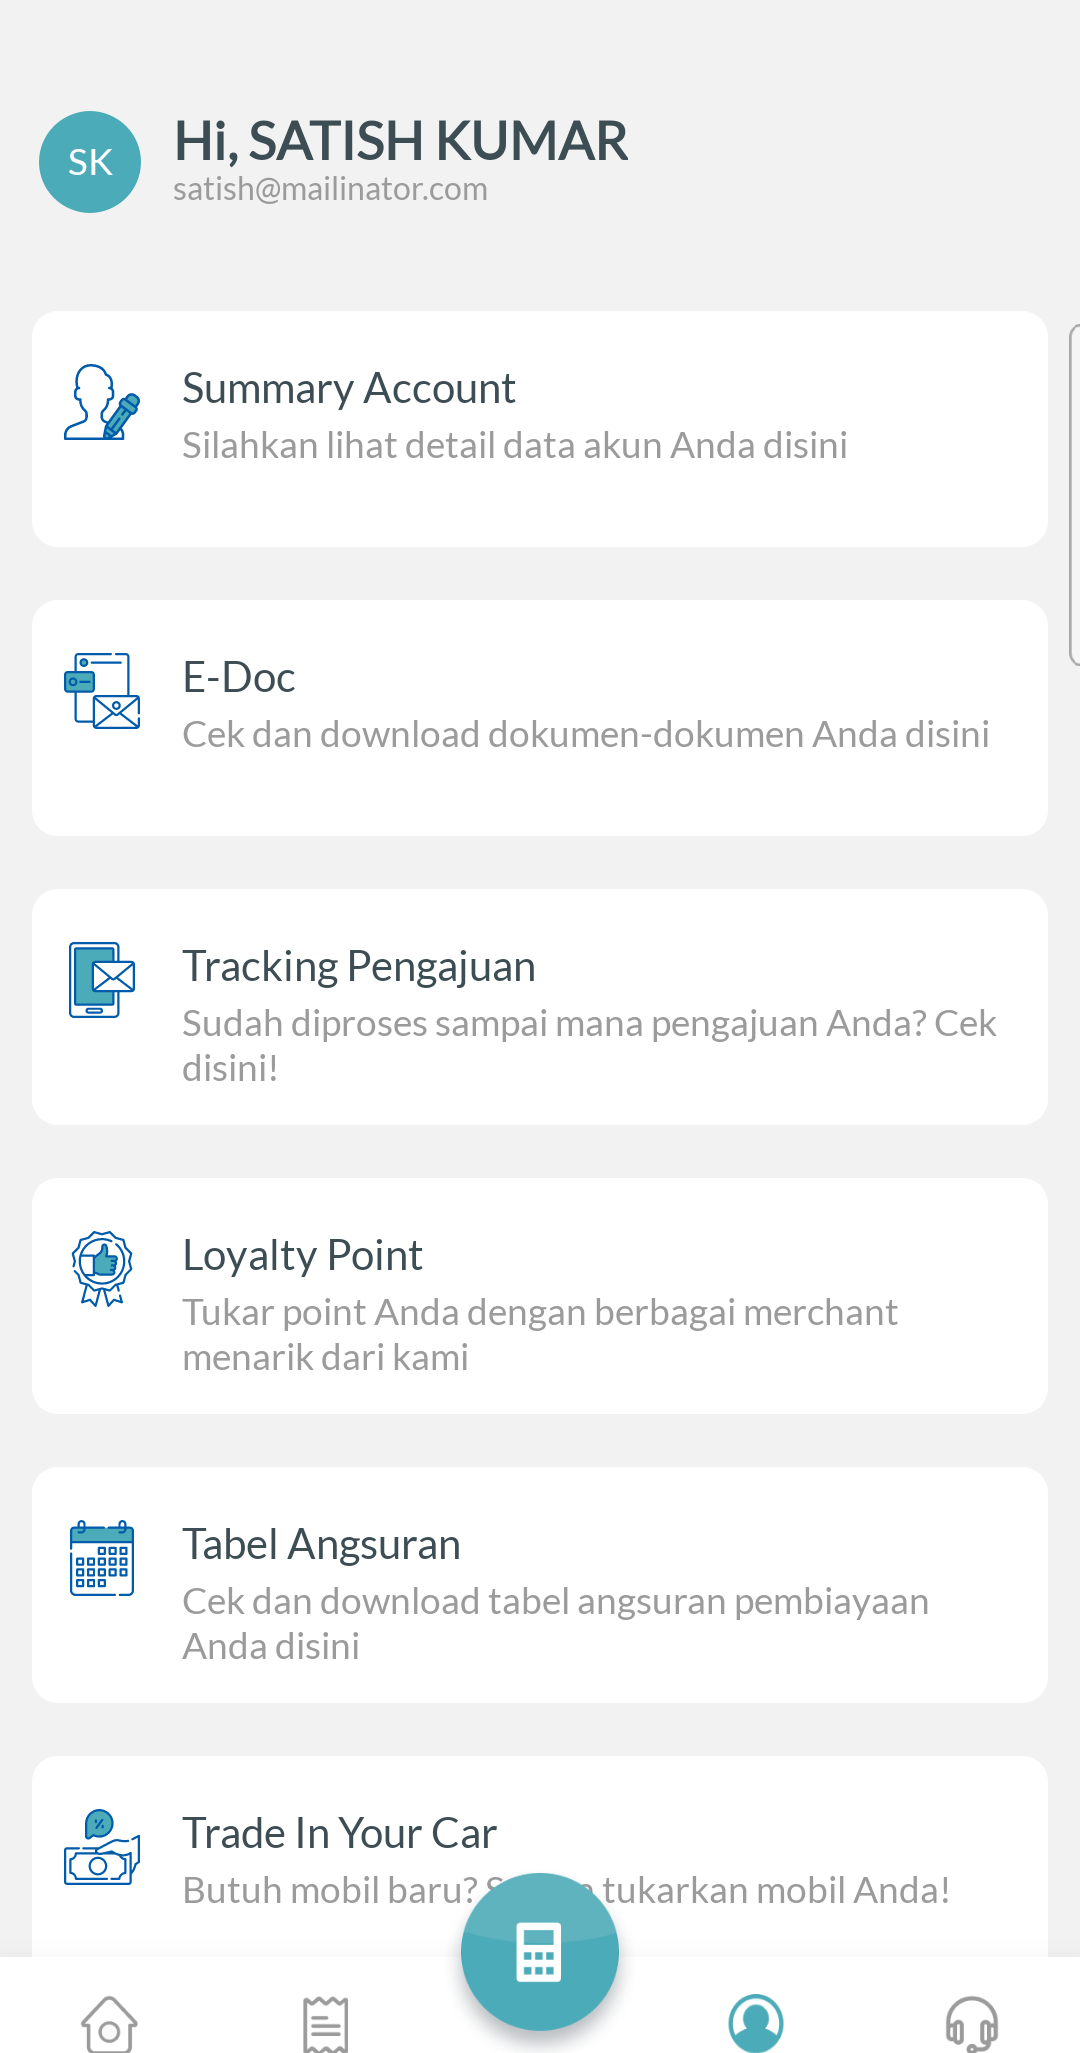 SK
Hi, SATISH KUMAR
satish@mailinator.com
Summary Account
Silahkan lihat detail data akun Anda disini
E-Doc
Cek dan download dokumen-dokumen Anda disini
Tracking Pengajuan
Sudah diproses sampai mana pengajuan Anda? Cek
disini!
Loyalty Point
Tukar point Anda dengan berbagai merchant
menarik dari kami
Tabel Angsuran
Cek dan download tabel angsuran pembiayaan
Anda disini
Trade In Your Car
Butuh mobil baru? tukarkan mobil Anda!